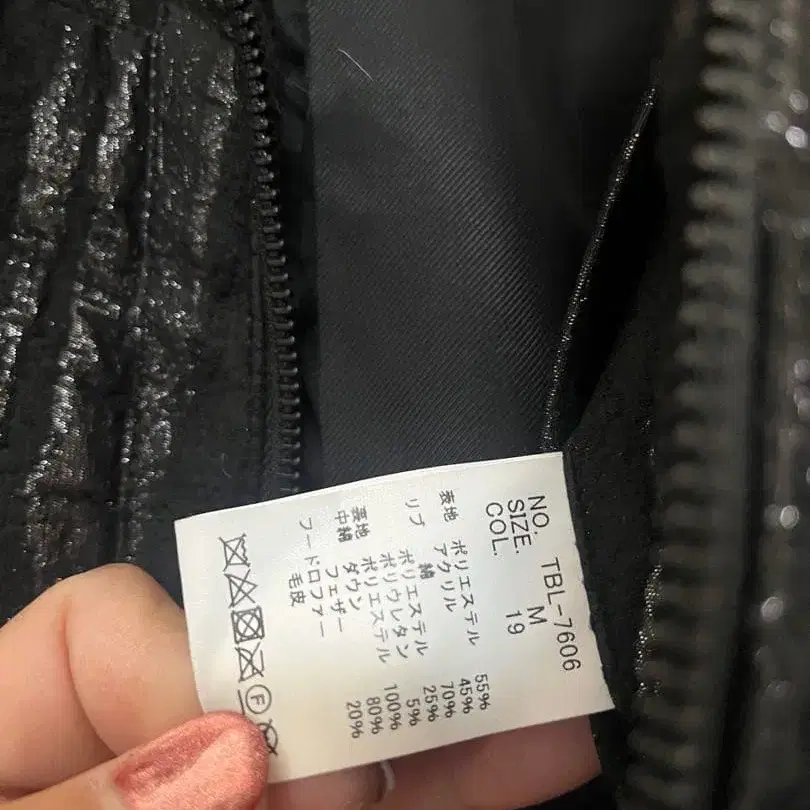 NO. TBL-7606
SIZE. M
COL. 19
表地 ポリエステル 55%
アクリル 45%
リブ 綿 70%
ポリエステル 25%
ポリウレタン 5%
裏地 ポリエステル 100%
中綿 ダウン 80%
フェザー 20%
フードロファー 毛皮
F